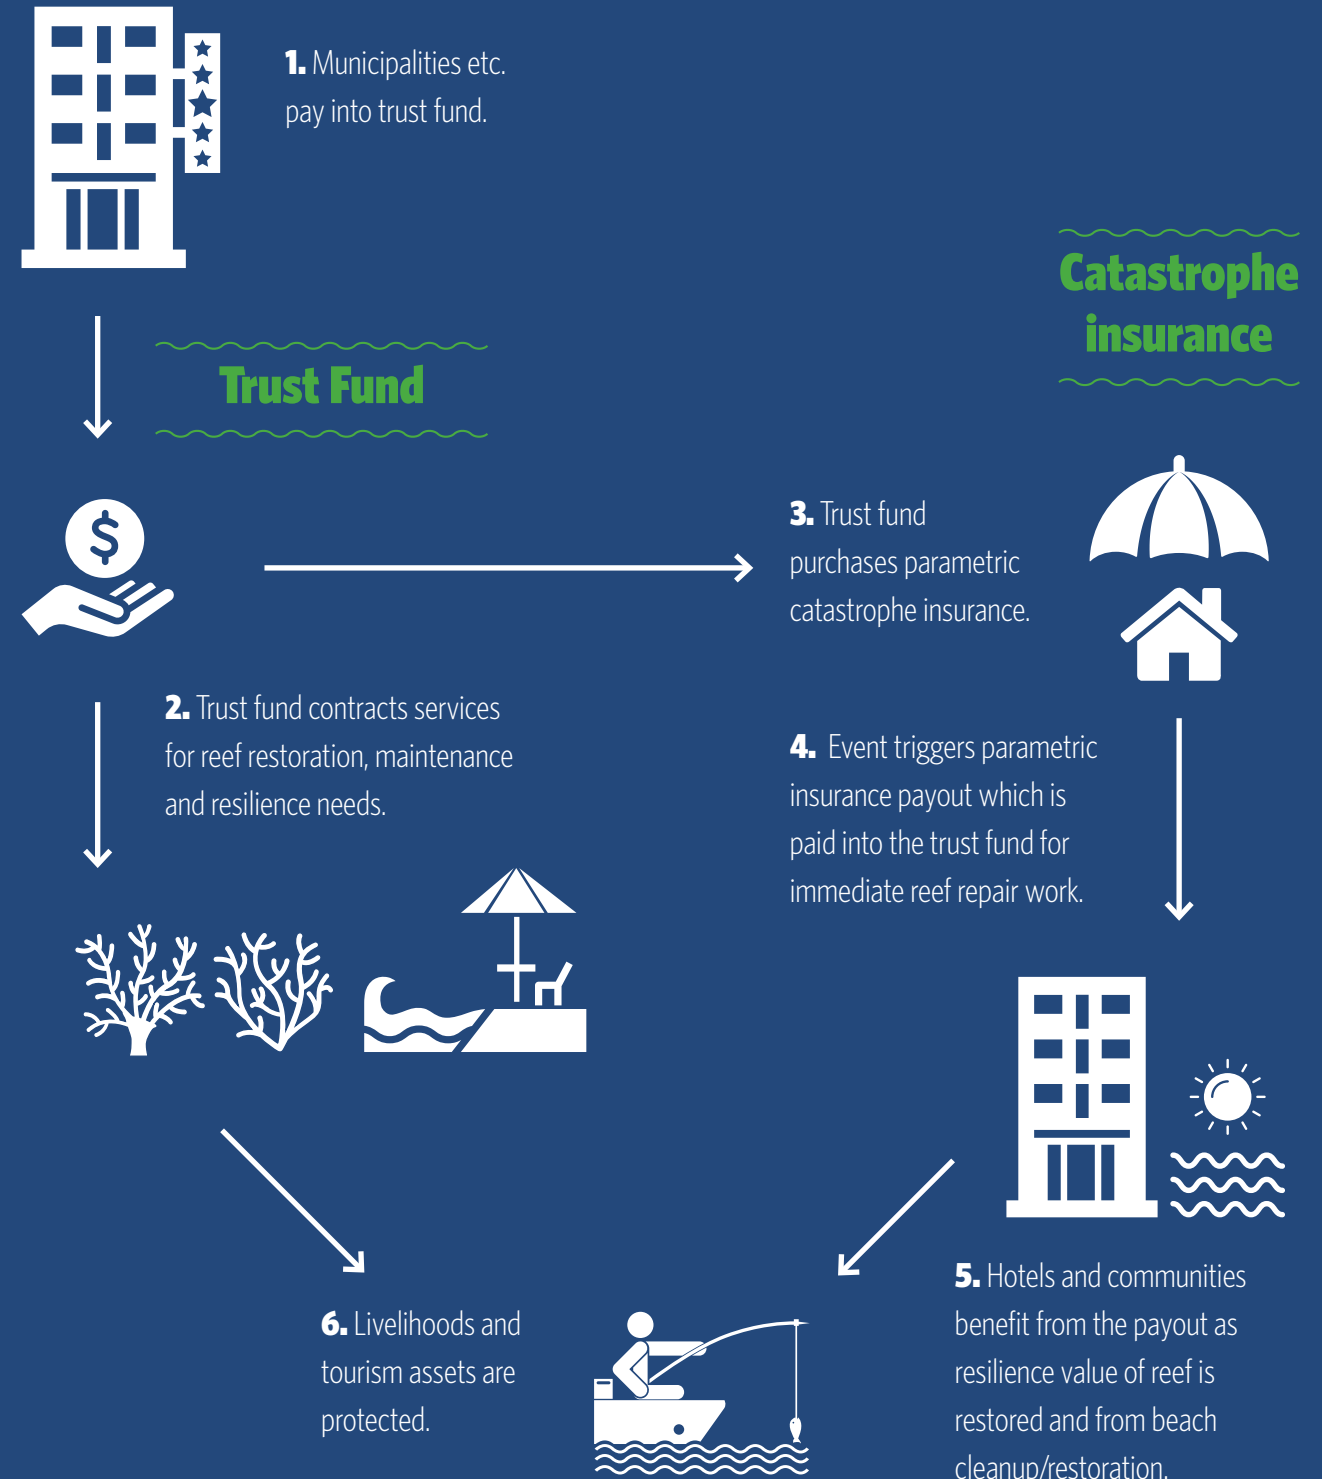 1. Municipalities etc.
pay into trust fund.
Catastrophe
insurance
Trust Fund
$
3. Trust fund
purchases parametric
catastrophe insurance.
2. Trust fund contracts services
for reef restoration, maintenance
and resilience needs.
4. Event triggers parametric
insurance payout which is
paid into the trust fund for
immediate reef repair work.
5. Hotels and communities
benefit from the payout as
resilience value of reef is
restored and from beach
cleanup/restoration.
6. Livelihoods and
tourism assets are
protected.